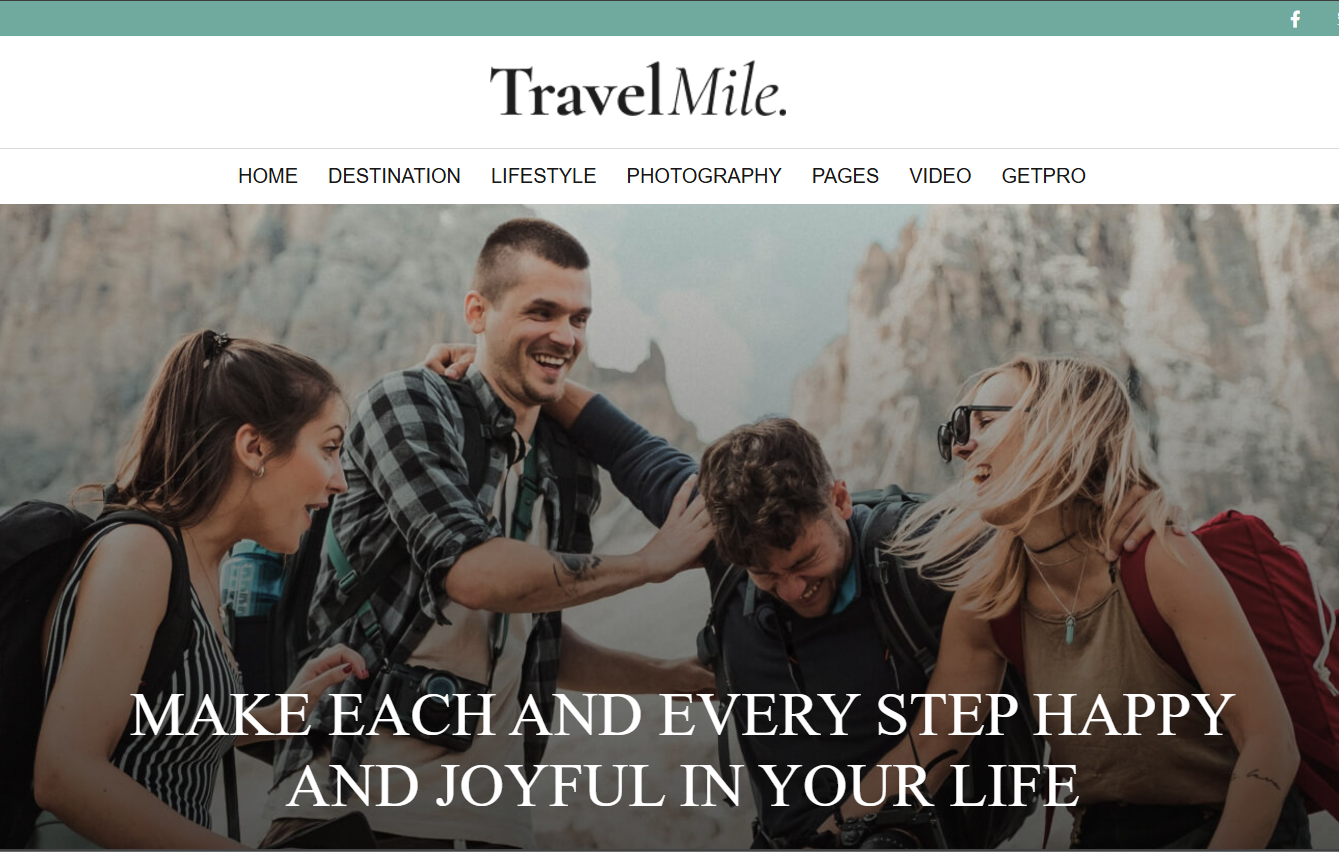 TravelMile.
HOME DESTINATION LIFESTYLE PHOTOGRAPHY PAGES VIDEO GETPRO
MAKE EACH AND EVERY STEP HAPPY
AND JOYFUL IN YOUR LIFE